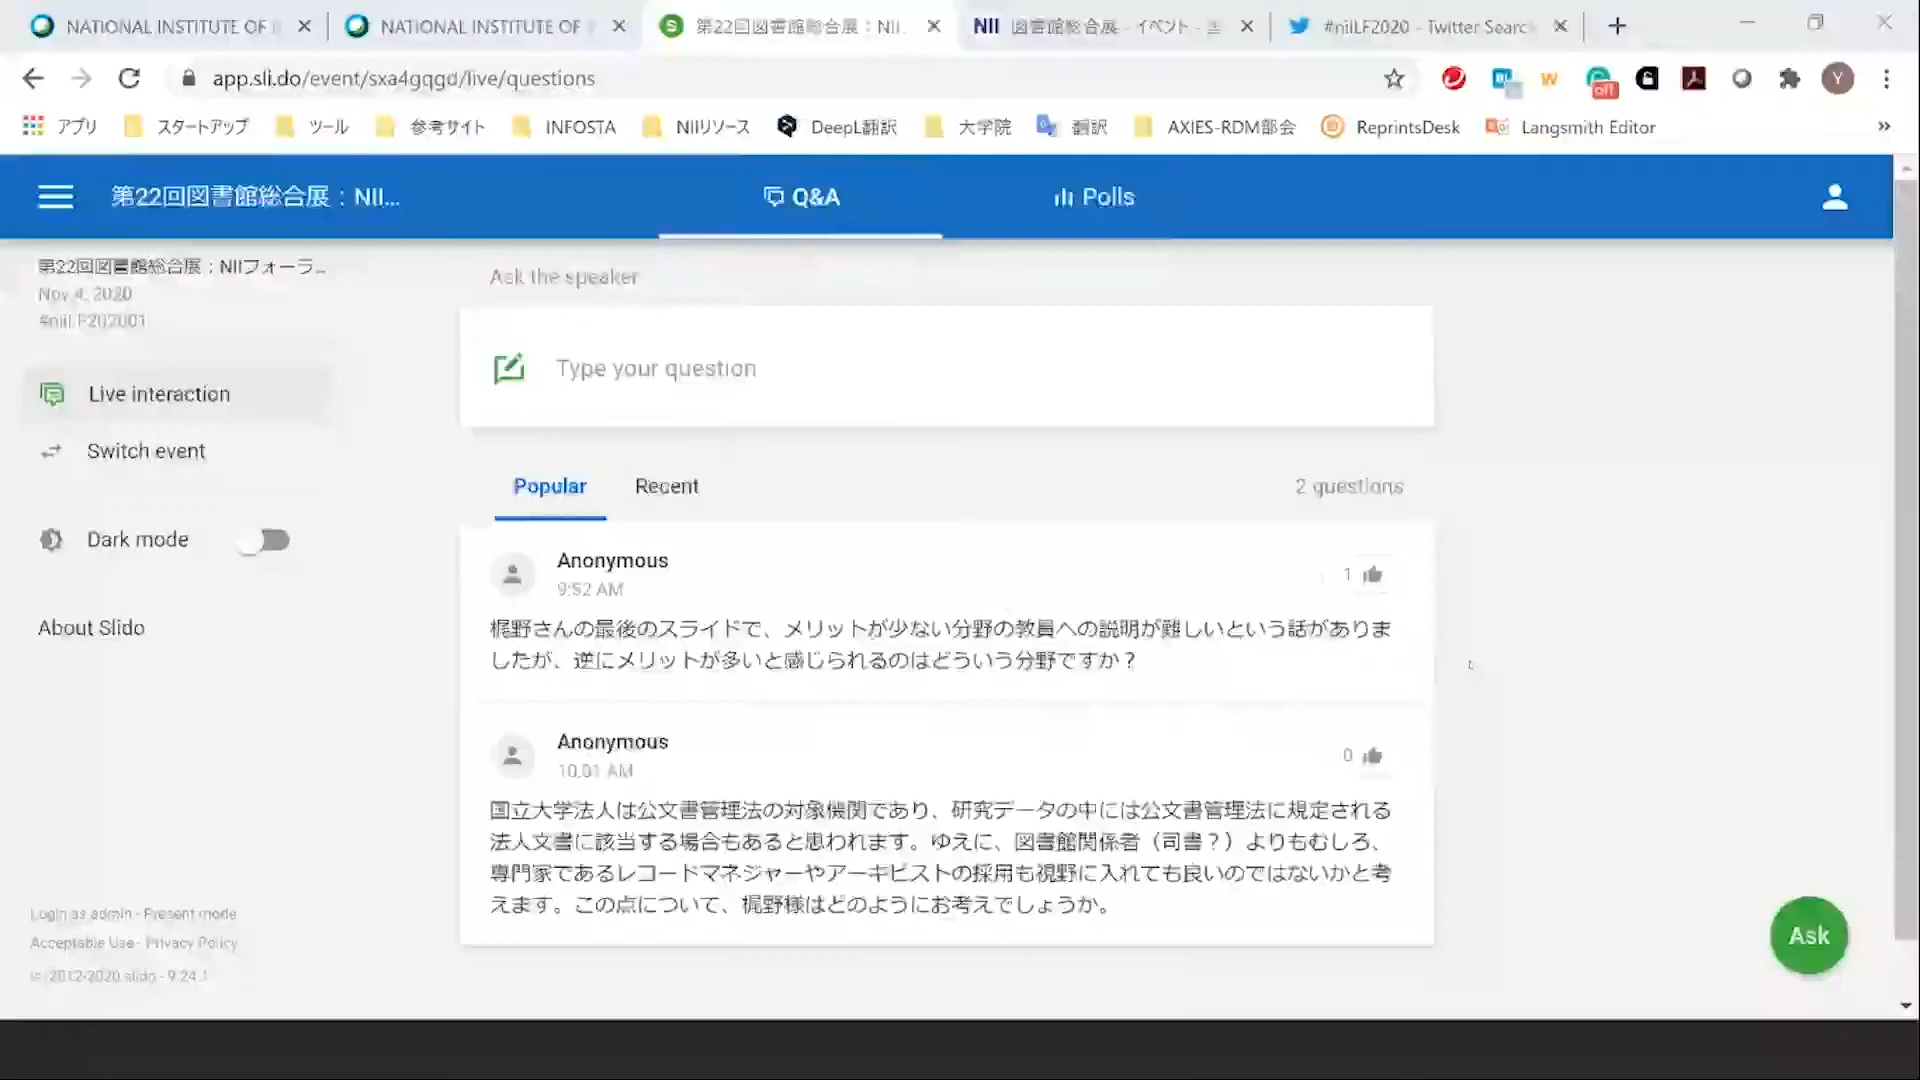 NATIONAL INSTITUTE OF
NATIONAL INSTITUTE OF
第22回図書館総合展：NII
NII 図書館総合展 - イベント -
#niiLF2020 - Twitter Searc
app.sli.do/event/sxa4gqgd/live/questions
off
Y
アプリ
スタートアップ
ツール
参考サイト
INFOSTA
NIIリソース
DeepL翻訳
大学院
翻訳
AXIES-RDM部会
ReprintsDesk
Langsmith Editor
»
第22回図書館総合展：NII...
Q&A
Polls
第22回図書館総合展：NIIフォーラ...
Nov 4, 2020
#niiLF202001
Live interaction
Switch event
Dark mode
About Slido
Login as admin - Present mode
Acceptable Use - Privacy Policy
2012-2020 slido - 9.24.1
Ask the speaker
Type your question
Popular
Recent
2 questions
Anonymous
9:52 AM
1
梶野さんの最後のスライドで、メリットが少ない分野の教員への説明が難しいという話がありま
したが、逆にメリットが多いと感じられるのはどういう分野ですか？
Anonymous
10:01 AM
0
国立大学法人は公文書管理法の対象機関であり、研究データの中には公文書管理法に規定される
法人文書に該当する場合もあると思われます。ゆえに、図書館関係者（司書？）よりもむしろ、
専門家であるレコードマネジャーやアーキビストの採用も視野に入れても良いのではないかと考
えます。この点について、梶野様はどのようにお考えでしょうか。
Ask